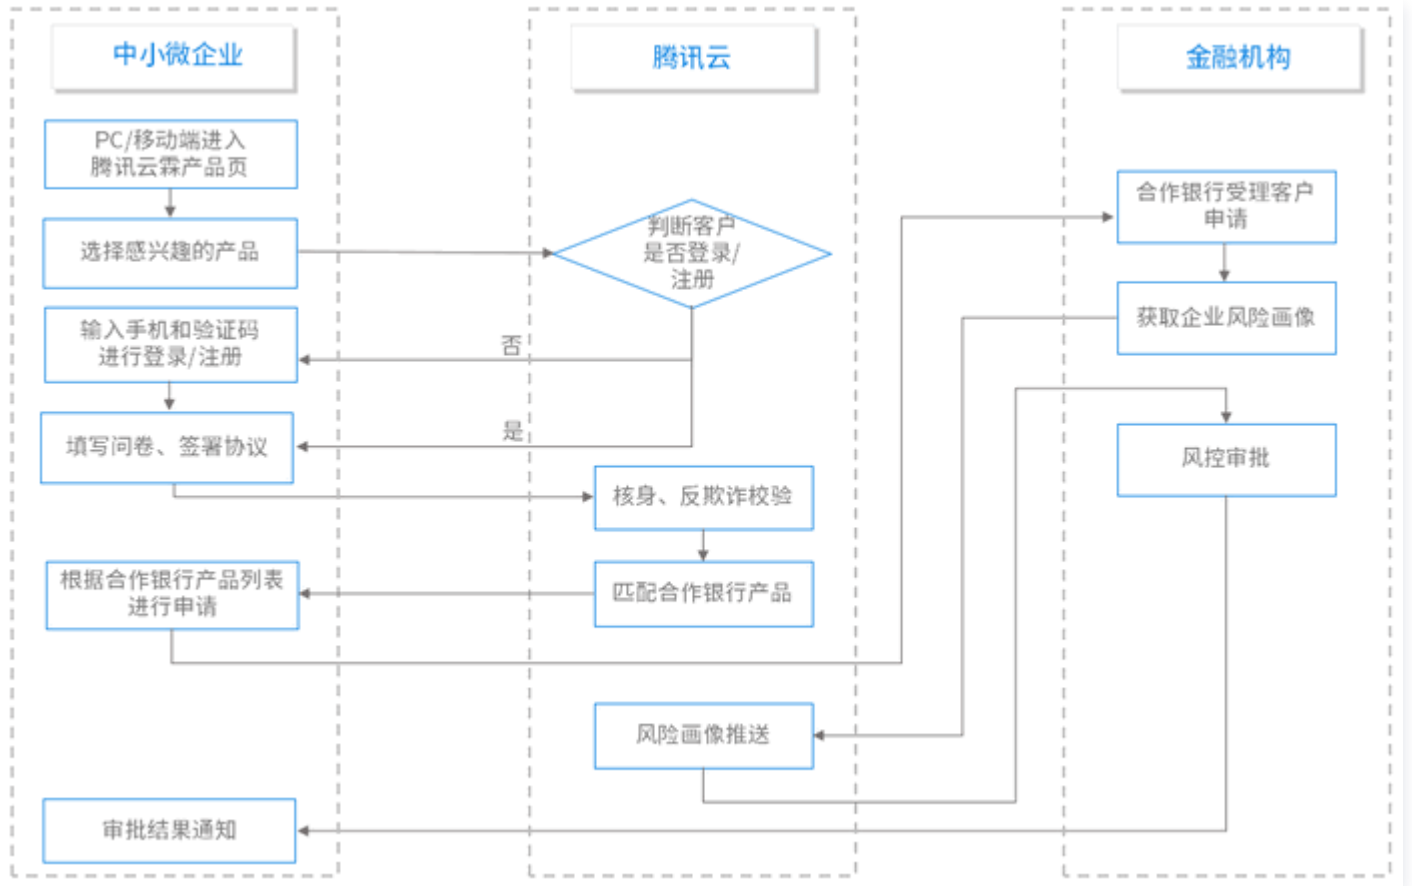 中小微企业
腾讯云
金融机构
PC/移动端进入
腾讯云霖产品页
选择感兴趣的产品
输入手机和验证码
进行登录/注册
填写问卷、签署协议
根据合作银行产品列表
进行申请
审批结果通知
判断客户
是否登录/
注册
否
是
核身、反欺诈校验
匹配合作银行产品
风险画像推送
合作银行受理客户
申请
获取企业风险画像
风控审批